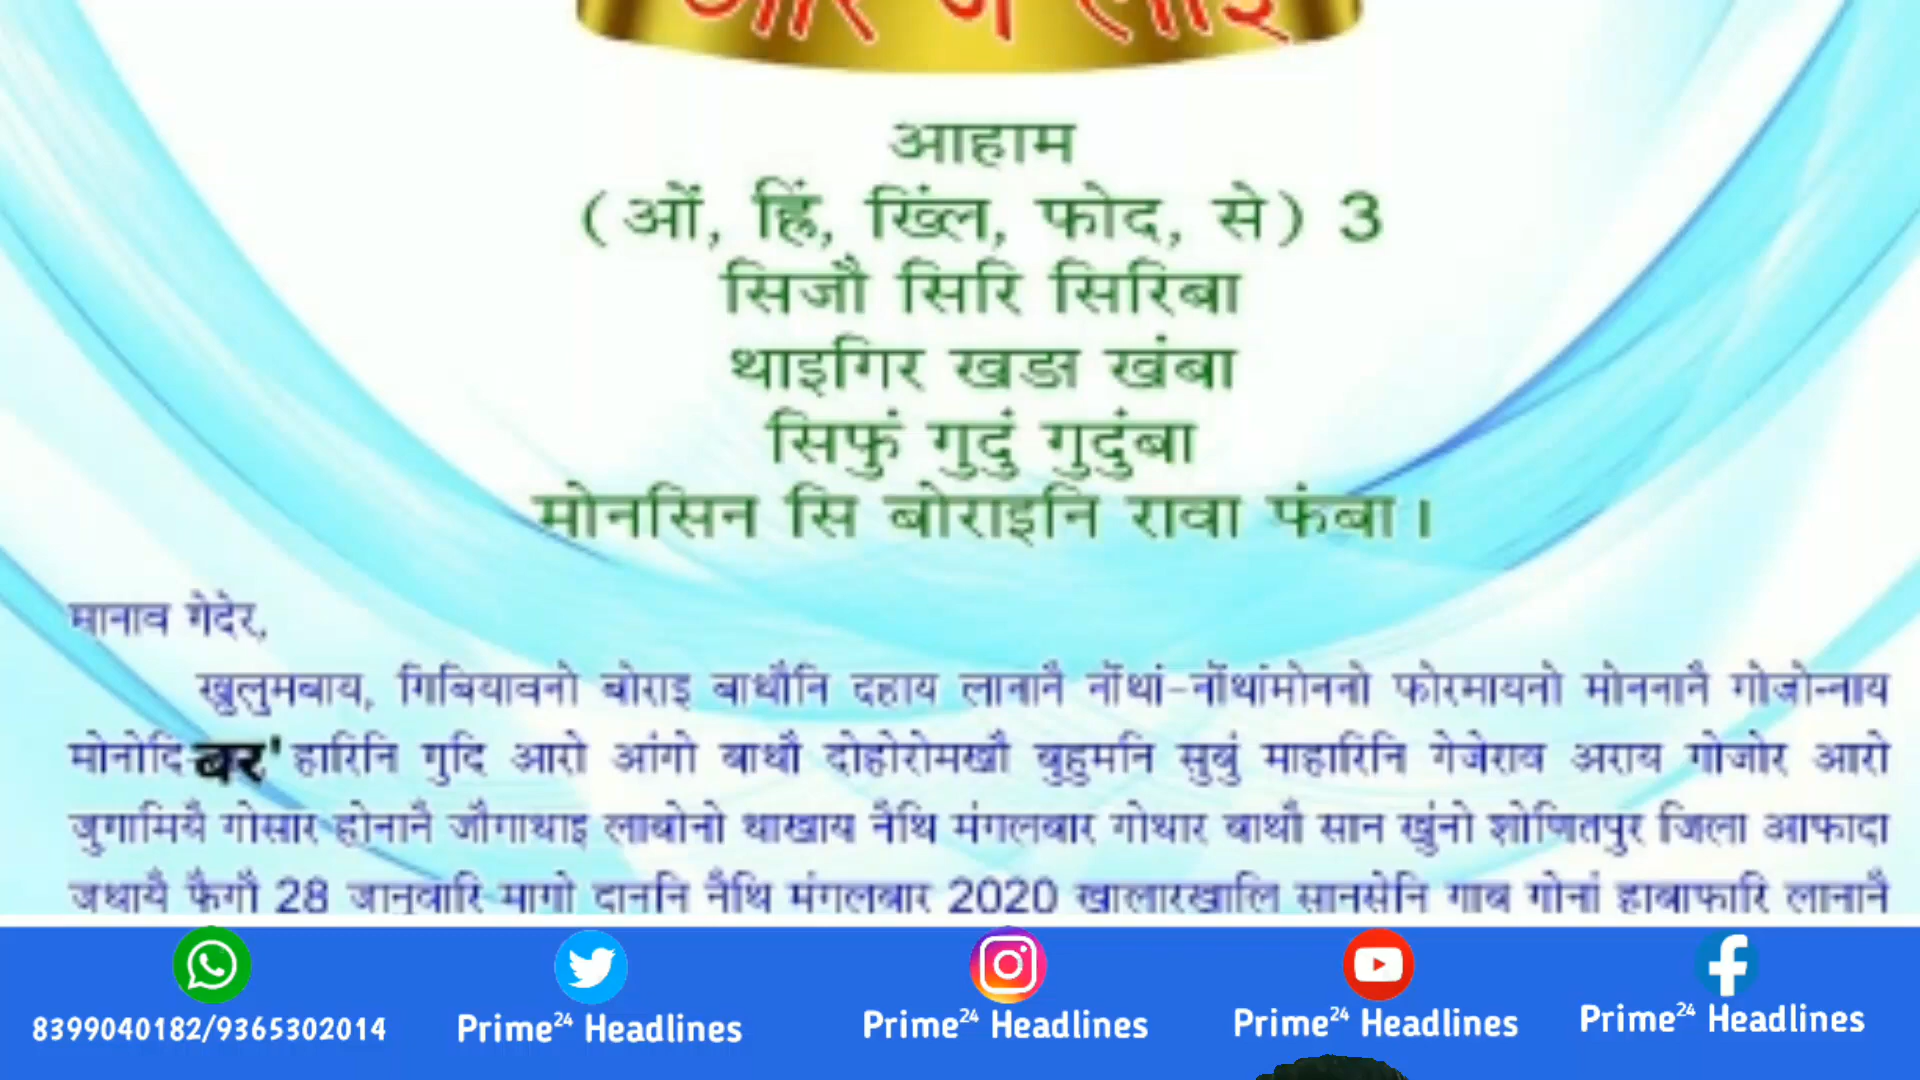 आहाम
(ओं, ह्रिं, ख्लिं, फोद, से) 3
सिजौ सिरि सिरिबा
थाइगिर खङा खंबा
सिफुं गुदुं गुदुंबा
मोनसिन सि बोराइनि रावा फंबा।
मानाव गेदेर,
खुलुमबाय, गिबियावनो बोराइ बाथौनि दहाय लानानै नोंथां-नोंथांमोननो फोरमायनो मोननानै गोजोन्नाय
मोनोदि बर' हारिनि गुदि आरो आंगो बाथौ दोहोरोमखौ बुहुमनि सुबुं माहारिनि गेजेराव अराय गोजोर आरो
जुगामियै गोसार होनानै जौगाथाइ लाबोनो थाखाय नैथि मंगलबार गोथार बाथौ सान खुंनो शोणितपुर जिला आफादा
जथायै फैगौ 28 जानुवारि मागो दाननि नैथि मंगलबार 2020 खालारखालि सानसेनि गाब गोनां हाबाफारि लानानै
8399040182/9365302014
Prime24 Headlines
Prime24 Headlines
Prime24 Headlines
Prime24 Headlines